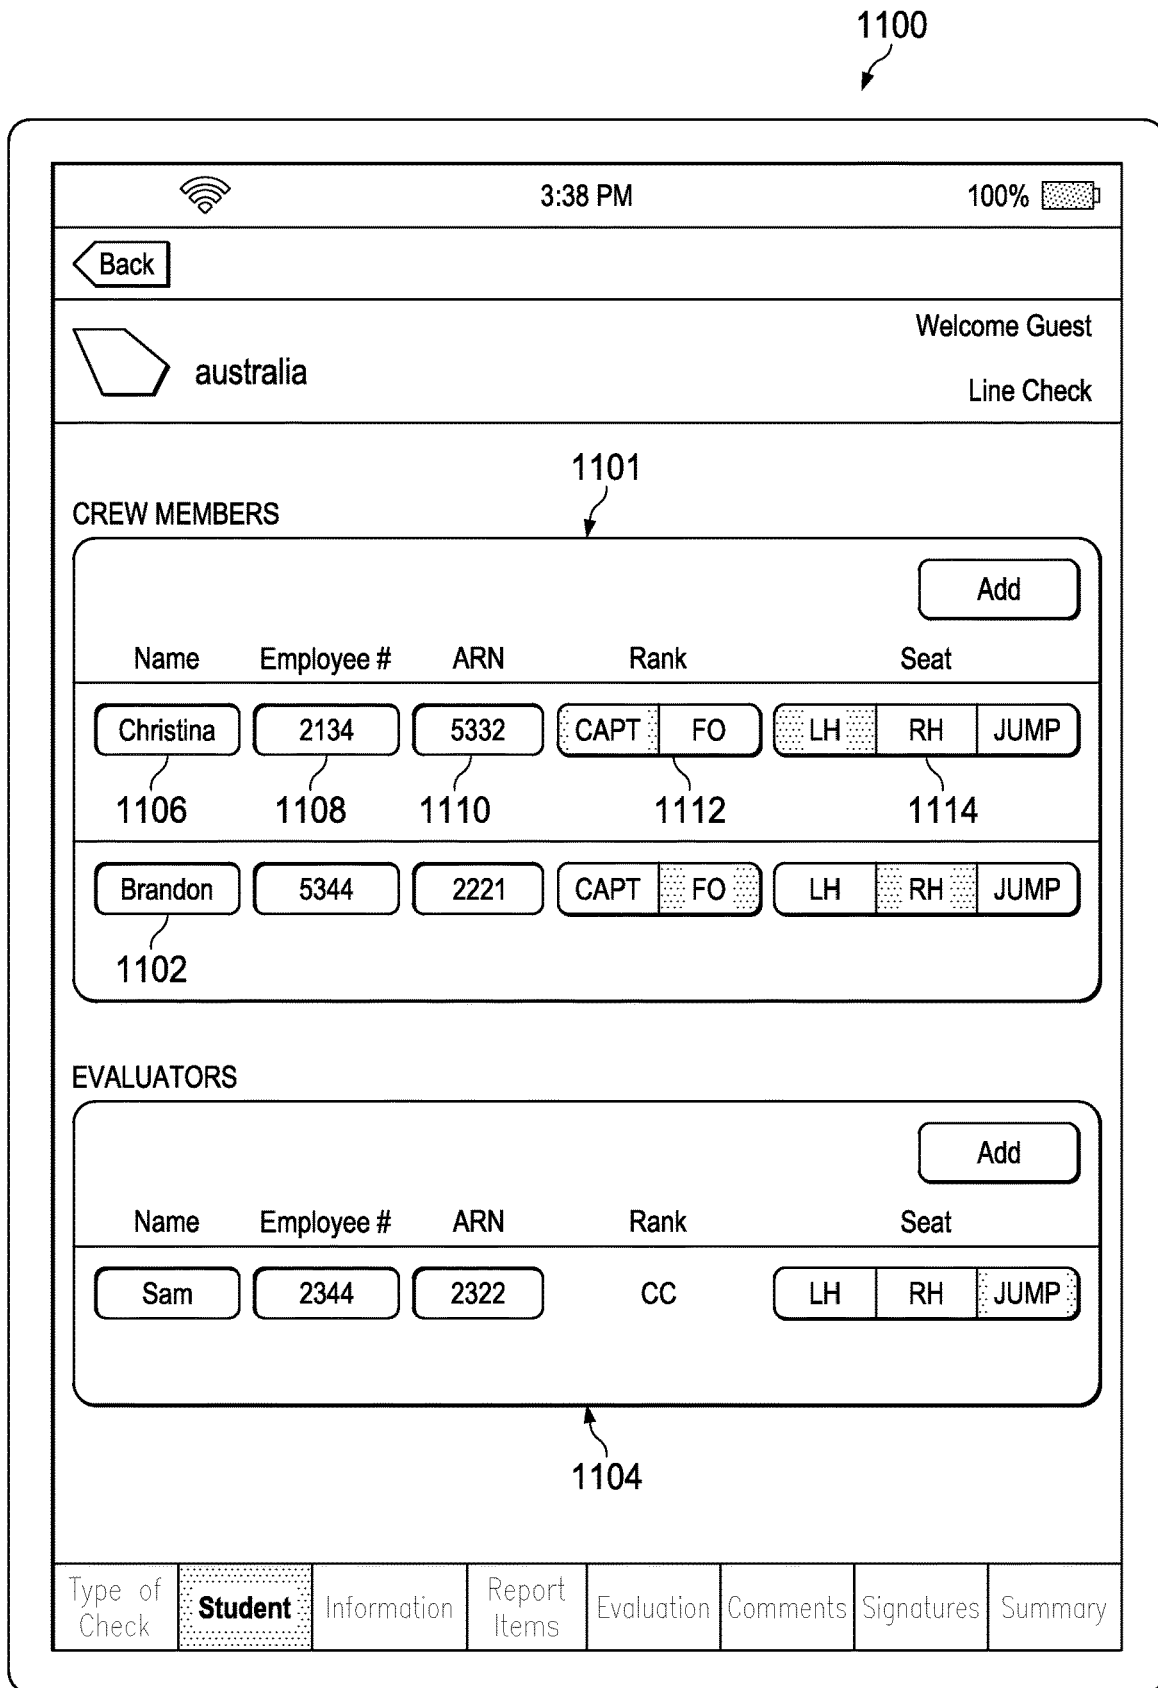 1100
3:38 PM 100%
Back
Welcome Guest
australia
Line Check
1101
CREW MEMBERS
Add
Name Employee # ARN Rank Seat
Christina 2134 5332 CAPT FO LH RH JUMP
1106 1108 1110 1112 1114
Brandon 5344 2221 CAPT FO LH RH JUMP
1102
EVALUATORS
Add
Name Employee # ARN Rank Seat
Sam 2344 2322 CC LH RH JUMP
1104
Type of Check Student Information Report Items Evaluation Comments Signatures Summary